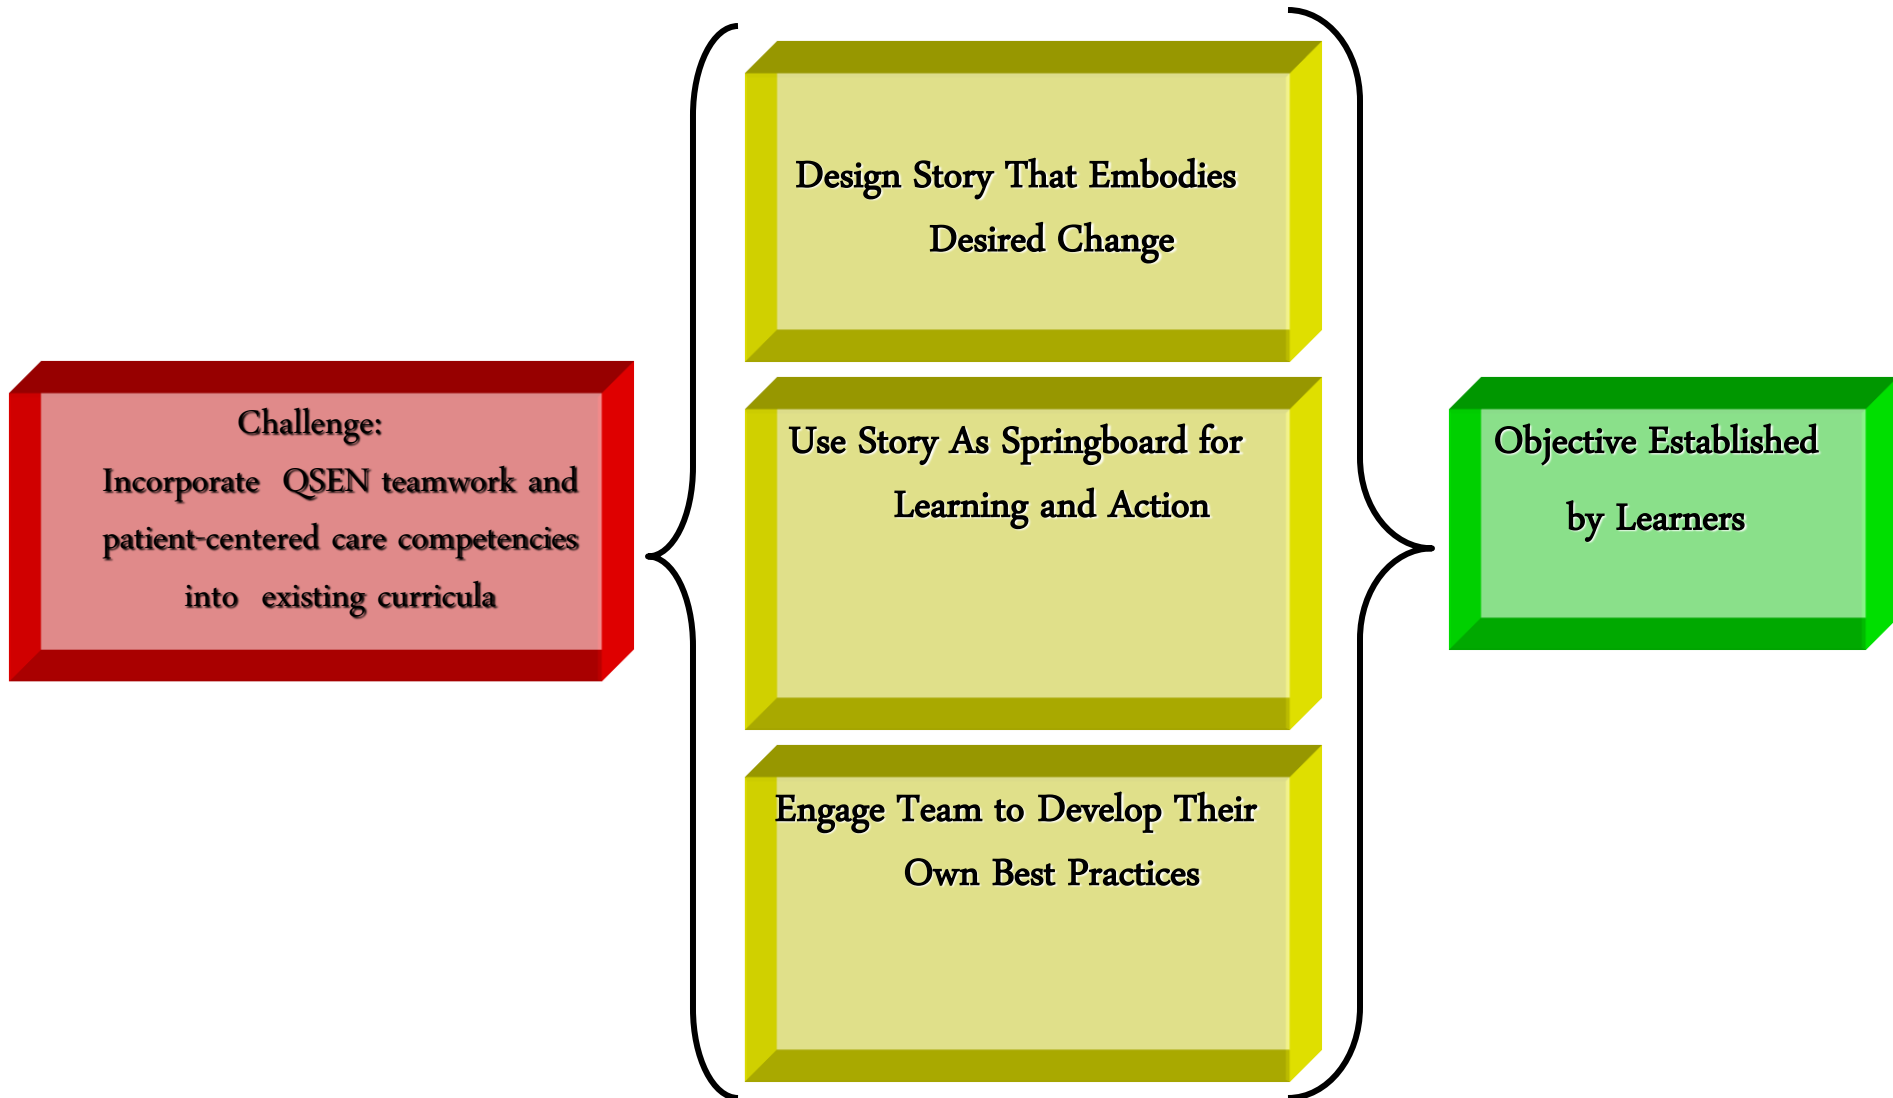 Challenge:
Incorporate QSEN teamwork and
patient-centered care competencies
into existing curricula
Design Story That Embodies
Desired Change
Use Story As Springboard for
Learning and Action
Engage Team to Develop Their
Own Best Practices
Objective Established
by Learners